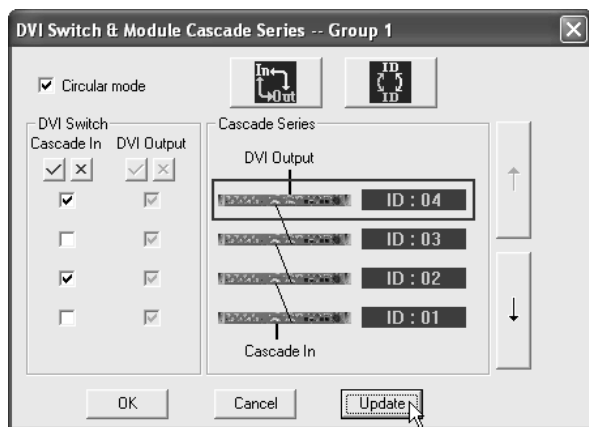 DVI Switch & Module Cascade Series -- Group 1
Circular mode
In
Out
ID
ID
DVI Switch
Cascade In DVI Output
Cascade Series
DVI Output
ID : 04
ID : 03
ID : 02
ID : 01
Cascade In
OK
Cancel
Update